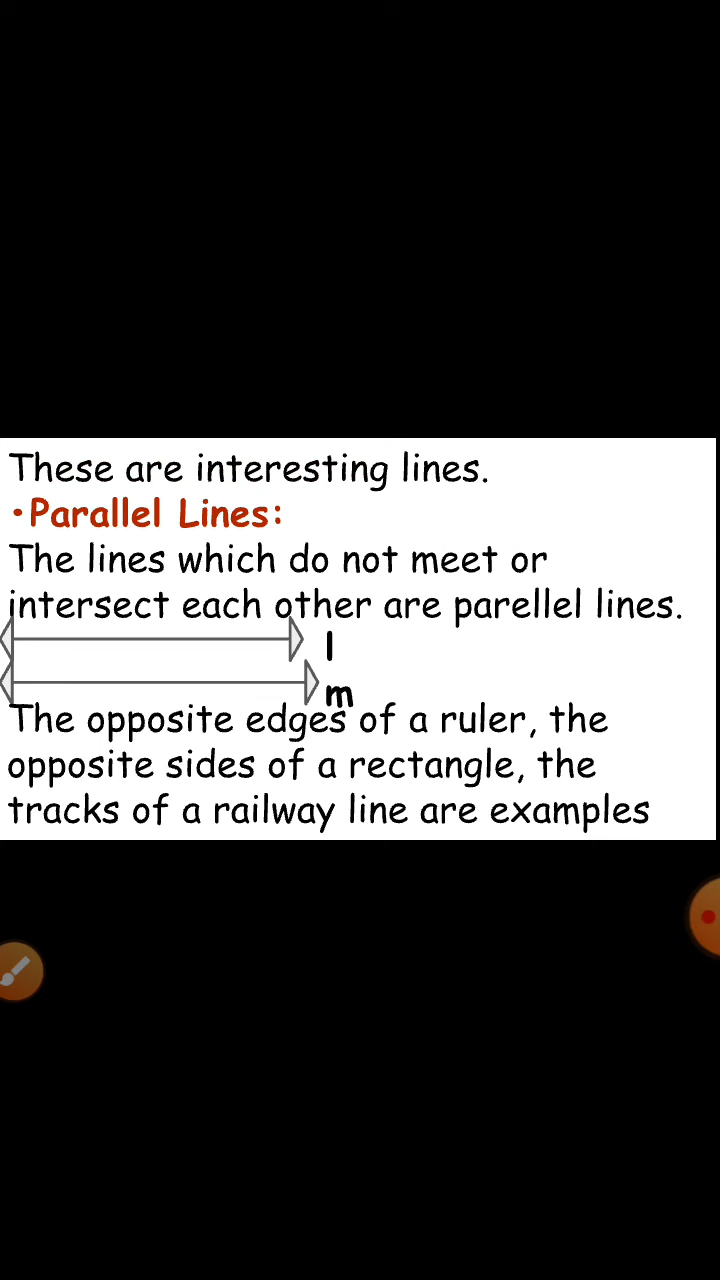 These are interesting lines.
•Parallel Lines:
The lines which do not meet or
intersect each other are parellel lines.
l
m
The opposite edges of a ruler, the
opposite sides of a rectangle, the
tracks of a railway line are examples